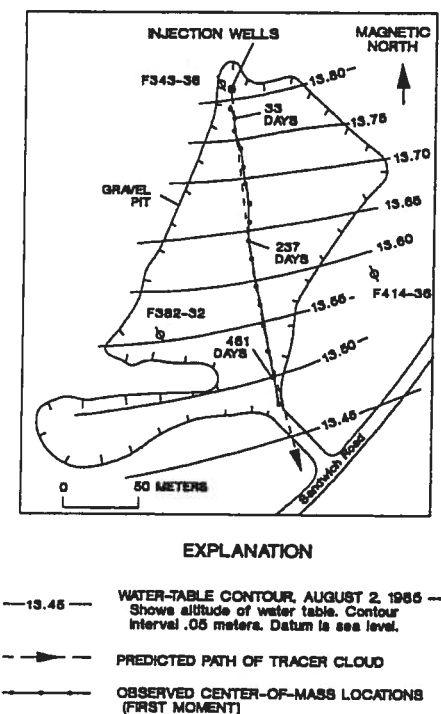 INJECTION WELLS
MAGNETIC
NORTH
F343-36
13.80
33
DAYS
13.75
13.70
GRAVEL
PIT
13.65
237
DAYS
13.60
F414-36
F382-32
13.55
461
DAYS
13.50
13.45
Sandwich Road
0 50 METERS
EXPLANATION
—13.45— WATER-TABLE CONTOUR, AUGUST 2, 1985 —
Shows altitude of water table. Contour
interval .05 meters. Datum is sea level.
PREDICTED PATH OF TRACER CLOUD
OBSERVED CENTER-OF-MASS LOCATIONS
(FIRST MOMENT)